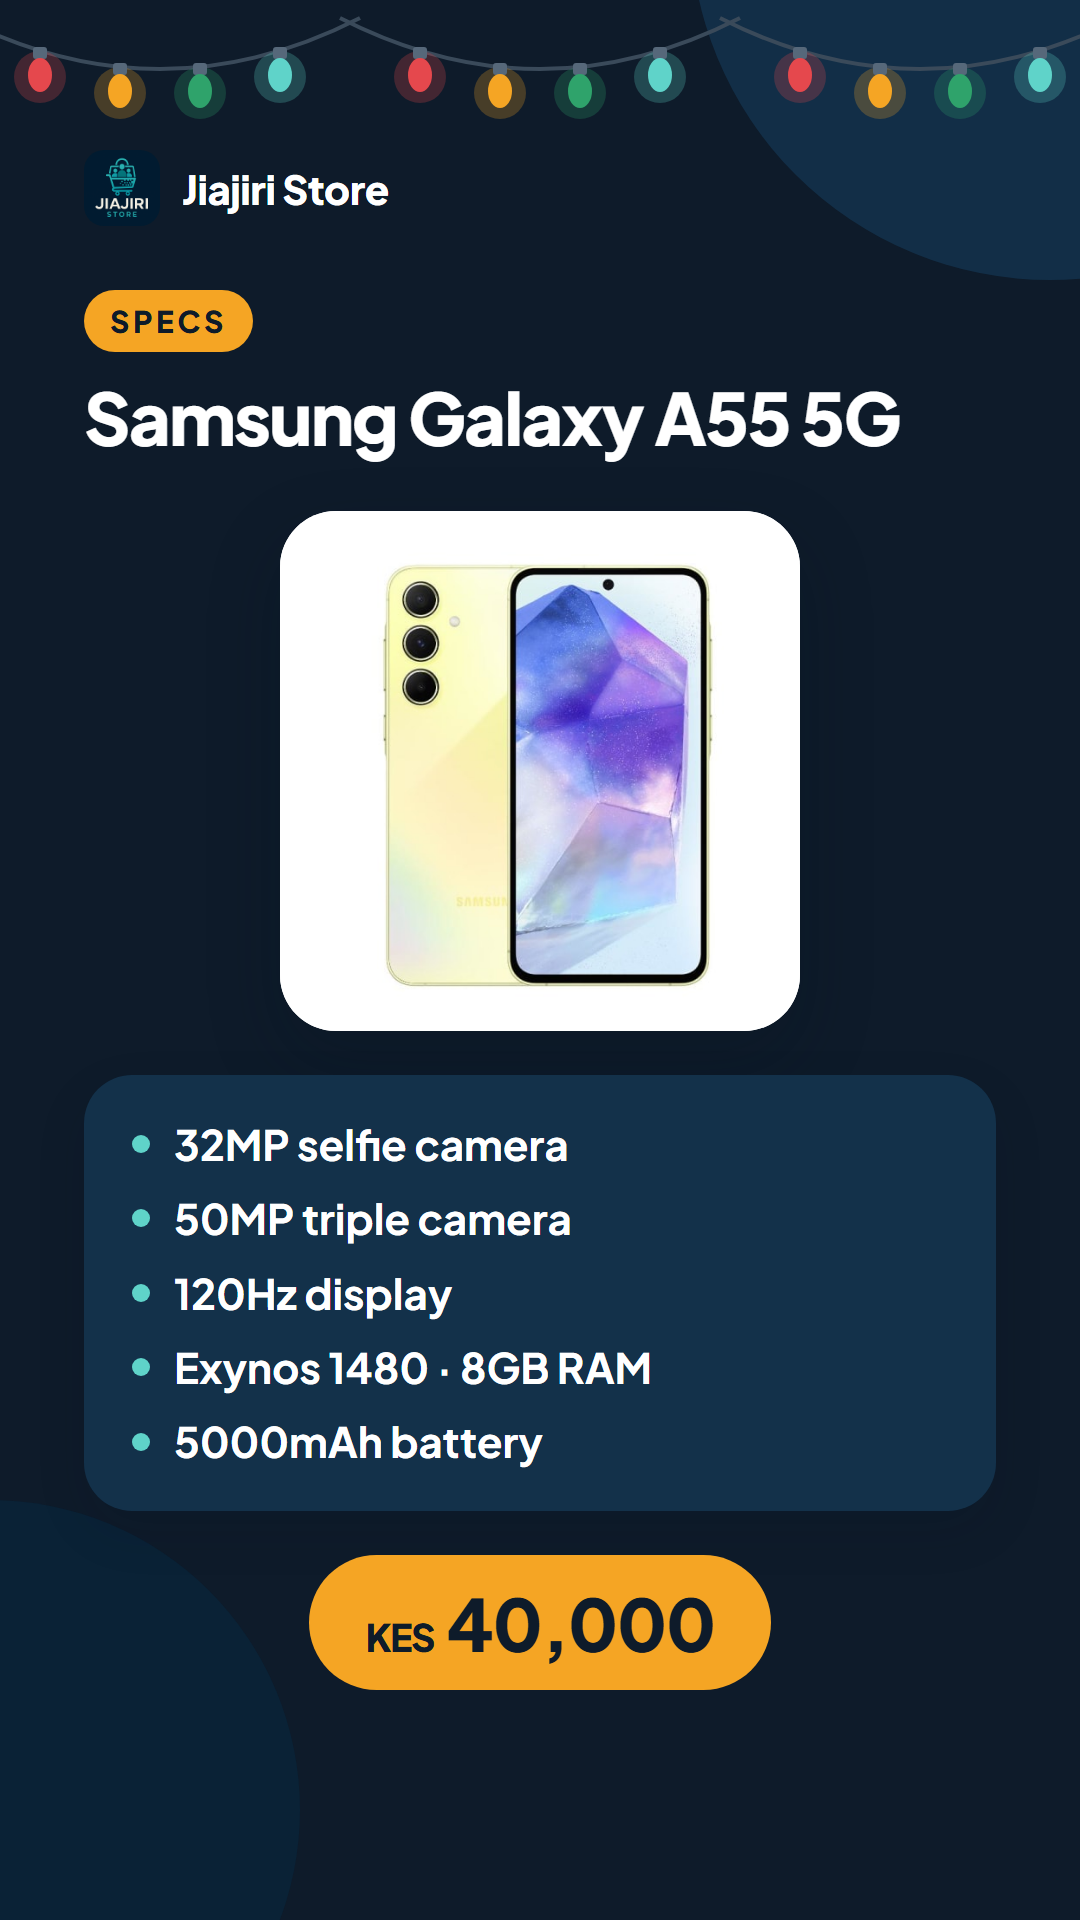 JIAJIRI
STORE
Jiajiri Store
SPECS
Samsung Galaxy A55 5G
32MP selfie camera
50MP triple camera
120Hz display
Exynos 1480 · 8GB RAM
5000mAh battery
KES 40,000